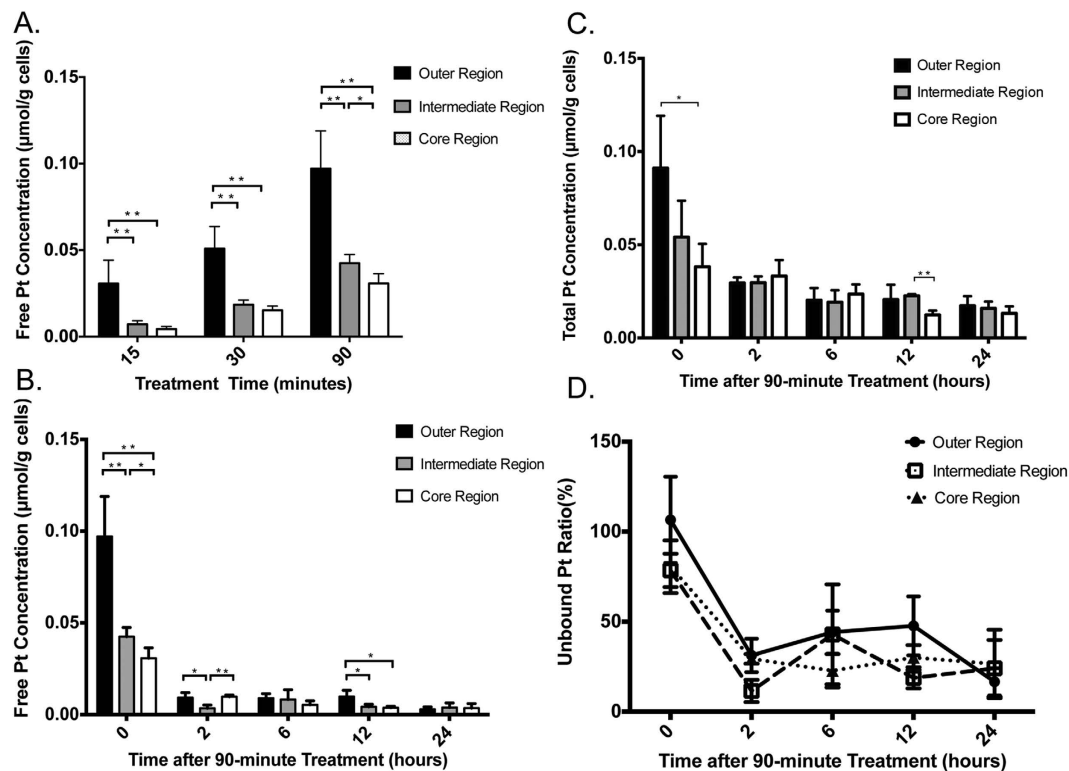 A.
Free Pt Concentration (μmol/g cells)
0.15
0.10
0.05
0.00
Outer Region
Intermediate Region
Core Region
* *
* *
* *
* *
* *
* *
*
15
30
90
Treatment Time (minutes)
B.
Free Pt Concentration (μmol/g cells)
0.15
0.10
0.05
0.00
Outer Region
Intermediate Region
Core Region
* *
* *
*
*
* *
*
*
0
2
6
12
24
Time after 90-minute Treatment (hours)
C.
Total Pt Concentration (μmol/g cells)
0.15
0.10
0.05
0.00
Outer Region
Intermediate Region
Core Region
*
* *
0
2
6
12
24
Time after 90-minute Treatment (hours)
D.
Unbound Pt Ratio(%)
150
100
50
0
Outer Region
Intermediate Region
Core Region
0
2
6
12
24
Time after 90-minute Treatment (hours)